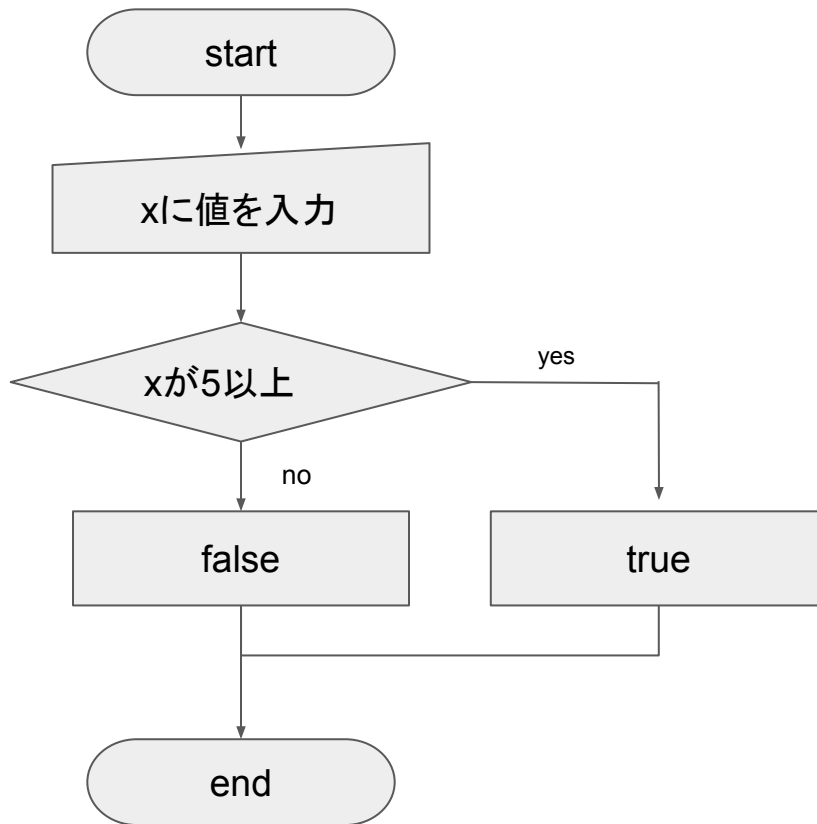 start
xに値を入力
xが5以上
yes
no
false
true
end